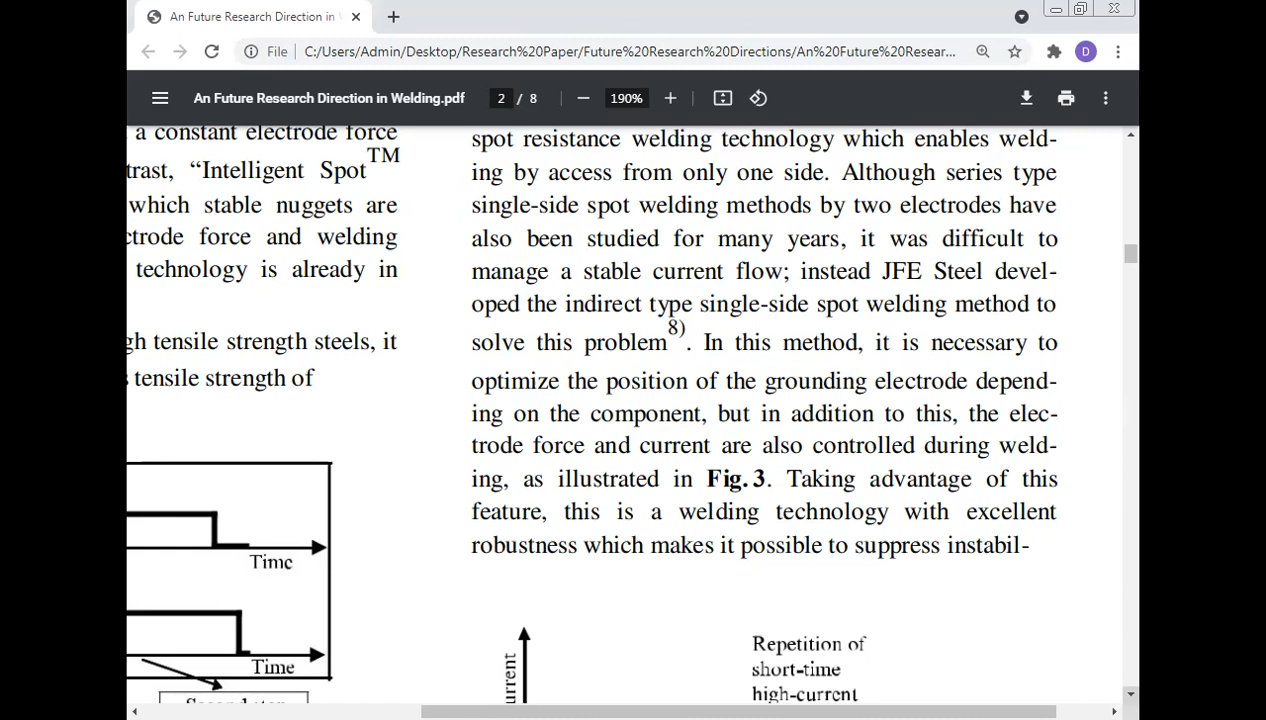 An Future Research Direction in
File
C:/Users/Admin/Desktop/Research%20Paper/Future%20Research%20Directions/An%20Future%20Resear...
D
An Future Research Direction in Welding.pdf
2 / 8
190%
a constant electrode force
trast, “Intelligent Spot™
which stable nuggets are
ctrode force and welding
technology is already in
gh tensile strength steels, it
s tensile strength of
Time
Time
spot resistance welding technology which enables weld-
ing by access from only one side. Although series type
single-side spot welding methods by two electrodes have
also been studied for many years, it was difficult to
manage a stable current flow; instead JFE Steel devel-
oped the indirect type single-side spot welding method to
solve this problem8). In this method, it is necessary to
optimize the position of the grounding electrode depend-
ing on the component, but in addition to this, the elec-
trode force and current are also controlled during weld-
ing, as illustrated in Fig. 3. Taking advantage of this
feature, this is a welding technology with excellent
robustness which makes it possible to suppress instabil-
urrent
Repetition of
short-time
high-current